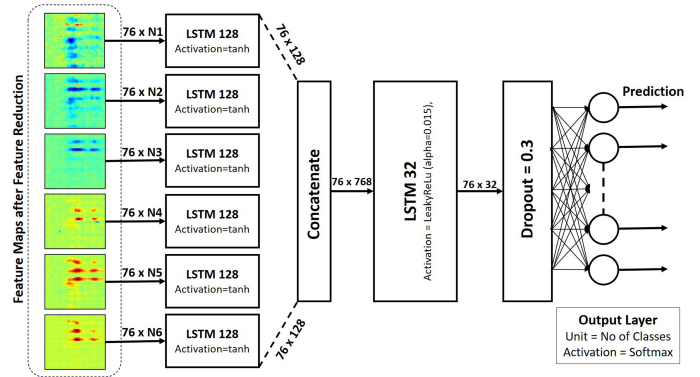 Feature Maps after Feature Reduction
76 x N1
LSTM 128
Activation=tanh
76 x N2
LSTM 128
Activation=tanh
76 x N3
LSTM 128
Activation=tanh
76 x N4
LSTM 128
Activation=tanh
76 x N5
LSTM 128
Activation=tanh
76 x N6
LSTM 128
Activation=tanh
76 x 128
76 x 128
Concatenate
76 x 768
LSTM 32
Activation = LeakyReLu (alpha=0.015),
76 x 32
Dropout = 0.3
Prediction
Output Layer
Unit = No of Classes
Activation = Softmax